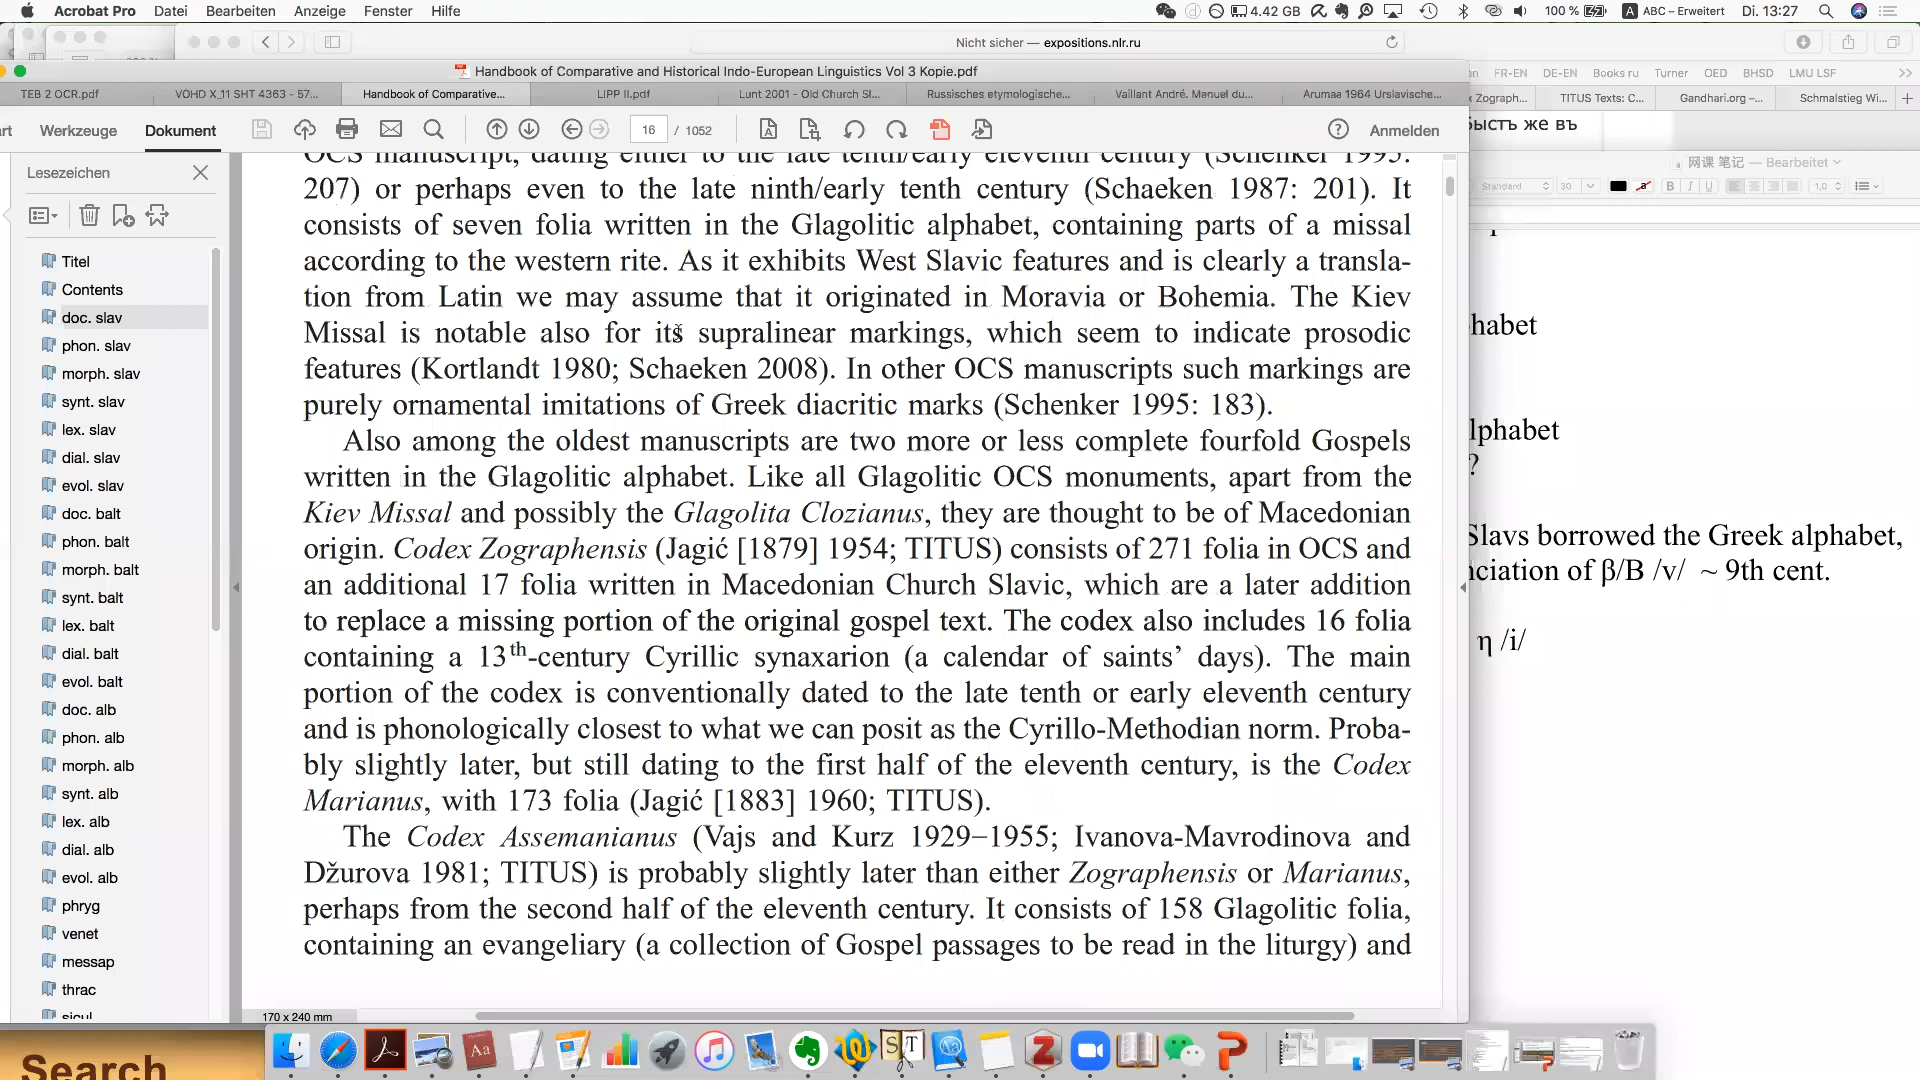 Acrobat Pro Datei Bearbeiten Anzeige Fenster Hilfe 4.42 GB 100 % A ABC – Erweitert Di. 13:27
Nicht sicher — expositions.nlr.ru
Handbook of Comparative and Historical Indo-European Linguistics Vol 3 Kopie.pdf
FR-EN DE-EN Books ru Turner OED BHSD LMU LSF
TEB 2 OCR.pdf VOHD X_11 SHT 4363 - 57... Handbook of Comparative... LIPP II.pdf Lunt 2001 - Old Church Sl... Russisches etymologische... Vaillant André. Manuel du... Arumaa 1964 Urslavische...
x Zograph... TITUS Texts: C... Gandhari.org –... Schmalstieg Wi...
Werkzeuge Dokument 16 / 1052 Anmelden
быстъ же въ
网课 笔记 — Bearbeitet
Standard 30 B I U 1,0
Lesezeichen
Titel
Contents
doc. slav
phon. slav
morph. slav
synt. slav
lex. slav
dial. slav
evol. slav
doc. balt
phon. balt
morph. balt
synt. balt
lex. balt
dial. balt
evol. balt
doc. alb
phon. alb
morph. alb
synt. alb
lex. alb
dial. alb
evol. alb
phryg
venet
messap
thrac
sicul
OCS manuscript, dating either to the late tenth/early eleventh century (Schenker 1995:
207) or perhaps even to the late ninth/early tenth century (Schaeken 1987: 201). It
consists of seven folia written in the Glagolitic alphabet, containing parts of a missal
according to the western rite. As it exhibits West Slavic features and is clearly a transla-
tion from Latin we may assume that it originated in Moravia or Bohemia. The Kiev
Missal is notable also for its supralinear markings, which seem to indicate prosodic
features (Kortlandt 1980; Schaeken 2008). In other OCS manuscripts such markings are
purely ornamental imitations of Greek diacritic marks (Schenker 1995: 183).
Also among the oldest manuscripts are two more or less complete fourfold Gospels
written in the Glagolitic alphabet. Like all Glagolitic OCS monuments, apart from the
Kiev Missal and possibly the Glagolita Clozianus, they are thought to be of Macedonian
origin. Codex Zographensis (Jagić [1879] 1954; TITUS) consists of 271 folia in OCS and
an additional 17 folia written in Macedonian Church Slavic, which are a later addition
to replace a missing portion of the original gospel text. The codex also includes 16 folia
containing a 13th-century Cyrillic synaxarion (a calendar of saints’ days). The main
portion of the codex is conventionally dated to the late tenth or early eleventh century
and is phonologically closest to what we can posit as the Cyrillo-Methodian norm. Proba-
bly slightly later, but still dating to the first half of the eleventh century, is the Codex
Marianus, with 173 folia (Jagić [1883] 1960; TITUS).
The Codex Assemanianus (Vajs and Kurz 1929−1955; Ivanova-Mavrodinova and
Džurova 1981; TITUS) is probably slightly later than either Zographensis or Marianus,
perhaps from the second half of the eleventh century. It consists of 158 Glagolitic folia,
containing an evangeliary (a collection of Gospel passages to be read in the liturgy) and
170 x 240 mm
habet
lphabet
?
Slavs borrowed the Greek alphabet,
nciation of β/B /v/ ~ 9th cent.
η /i/
Search